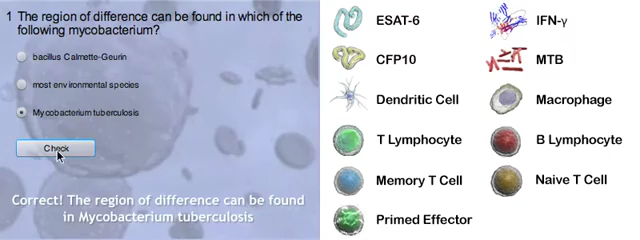 1 The region of difference can be found in which of the
following mycobacterium?
bacillus Calmette-Geurin
most environmental species
Mycobacterium tuberculosis
Check
Correct! The region of difference can be found
in Mycobacterium tuberculosis
ESAT-6
IFN-γ
CFP10
MTB
Dendritic Cell
Macrophage
T Lymphocyte
B Lymphocyte
Memory T Cell
Naive T Cell
Primed Effector